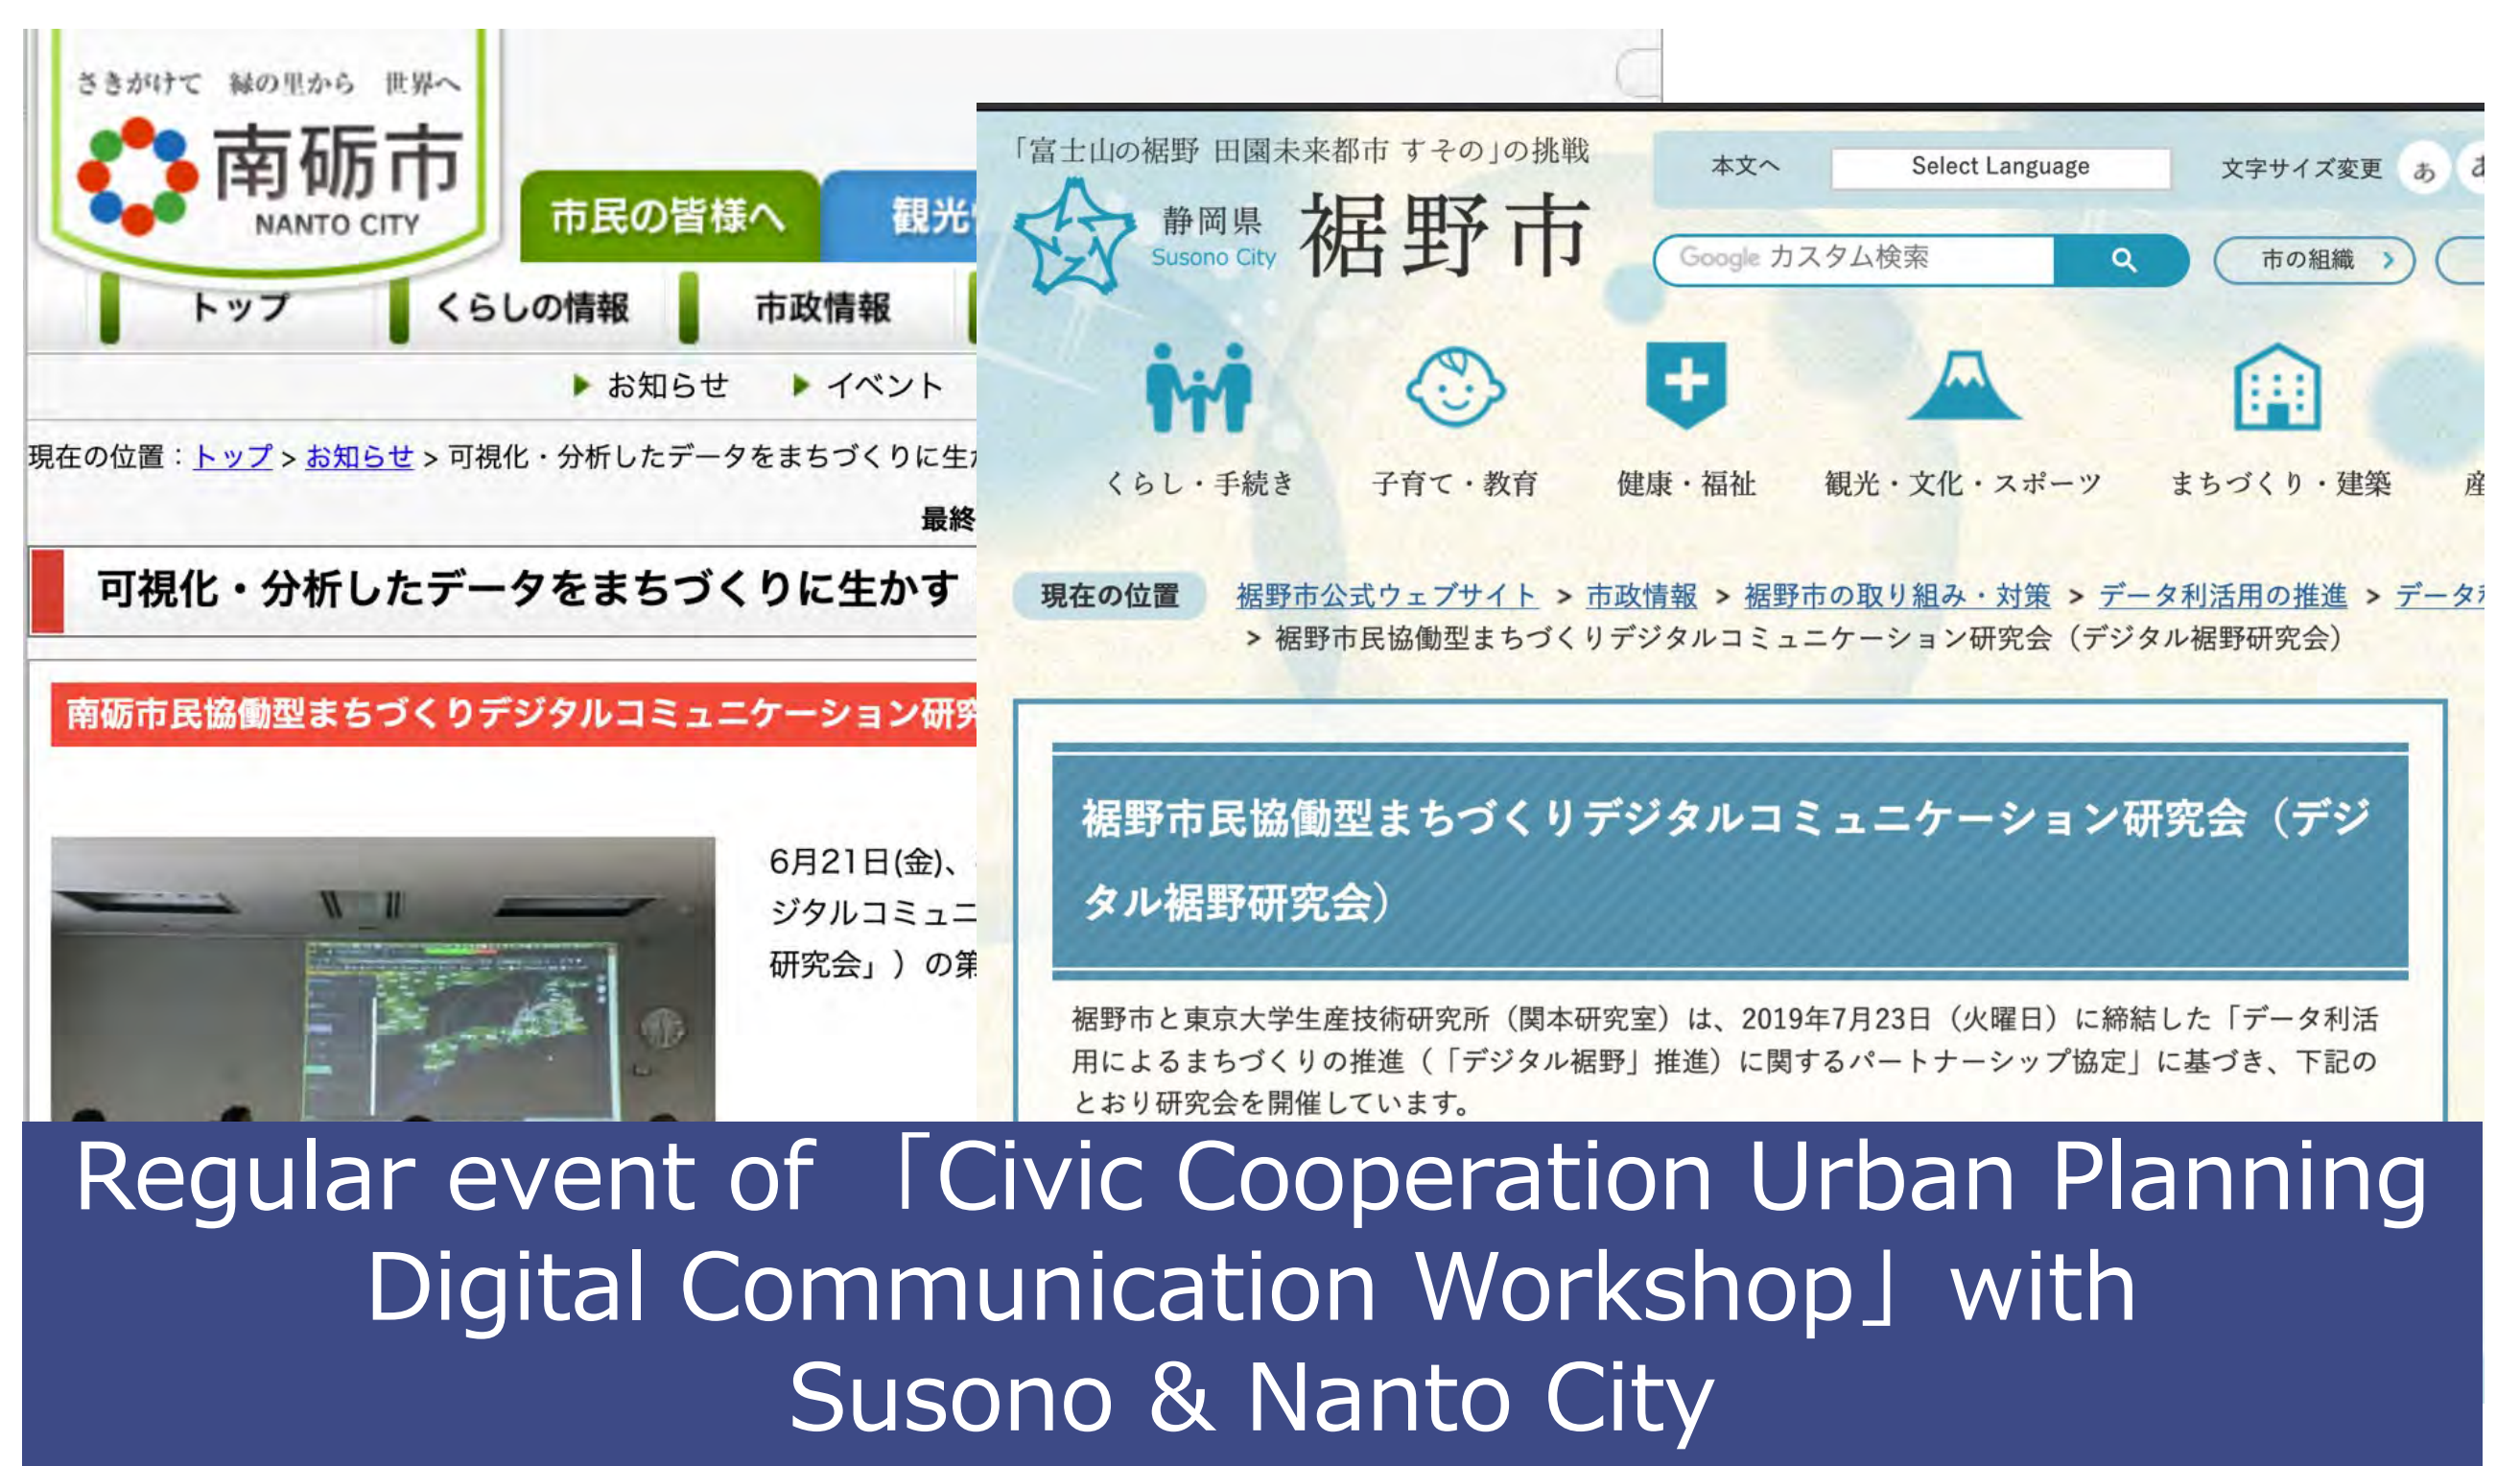 さきがけて 緑の里から 世界へ
南砺市
NANTO CITY
市民の皆様へ
観光
トップ
くらしの情報
市政情報
お知らせ
イベント
現在の位置：トップ > お知らせ > 可視化・分析したデータをまちづくりに生
最終
可視化・分析したデータをまちづくりに生かす
南砺市民協働型まちづくりデジタルコミュニケーション研究
6月21日(金)、
ジタルコミュニ
研究会」）の第
「富士山の裾野 田園未来都市 すその」の挑戦
静岡県
Susono City
裾野市
本文へ
Select Language
文字サイズ変更
あ
あ
Google カスタム検索
市の組織
くらし・手続き
子育て・教育
健康・福祉
観光・文化・スポーツ
まちづくり・建築
産
現在の位置
裾野市公式ウェブサイト > 市政情報 > 裾野市の取り組み・対策 > データ利活用の推進 > データ
> 裾野市民協働型まちづくりデジタルコミュニケーション研究会（デジタル裾野研究会）
裾野市民協働型まちづくりデジタルコミュニケーション研究会（デジ
タル裾野研究会）
裾野市と東京大学生産技術研究所（関本研究室）は、2019年7月23日（火曜日）に締結した「データ利活
用によるまちづくりの推進（「デジタル裾野」推進）に関するパートナーシップ協定」に基づき、下記の
とおり研究会を開催しています。
Regular event of 「Civic Cooperation Urban Planning
Digital Communication Workshop」 with
Susono & Nanto City